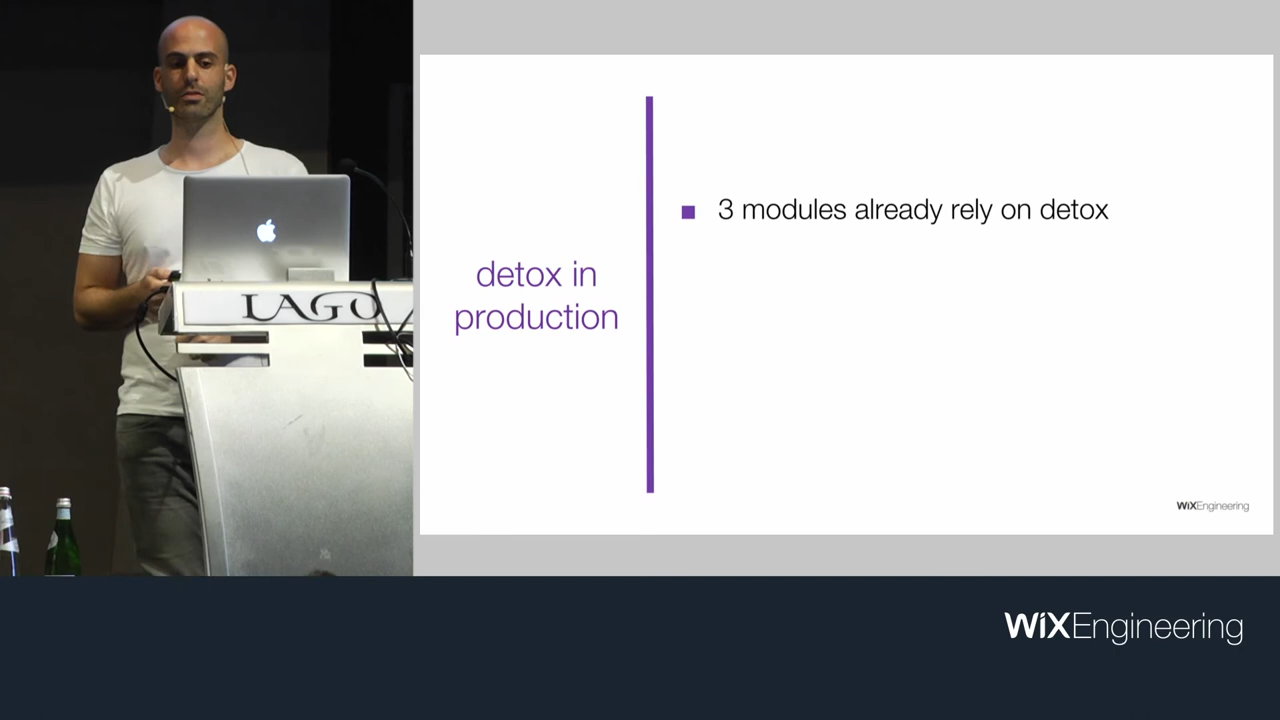 LAGO
detox in
production
3 modules already rely on detox
WiXEngineering
WiXEngineering